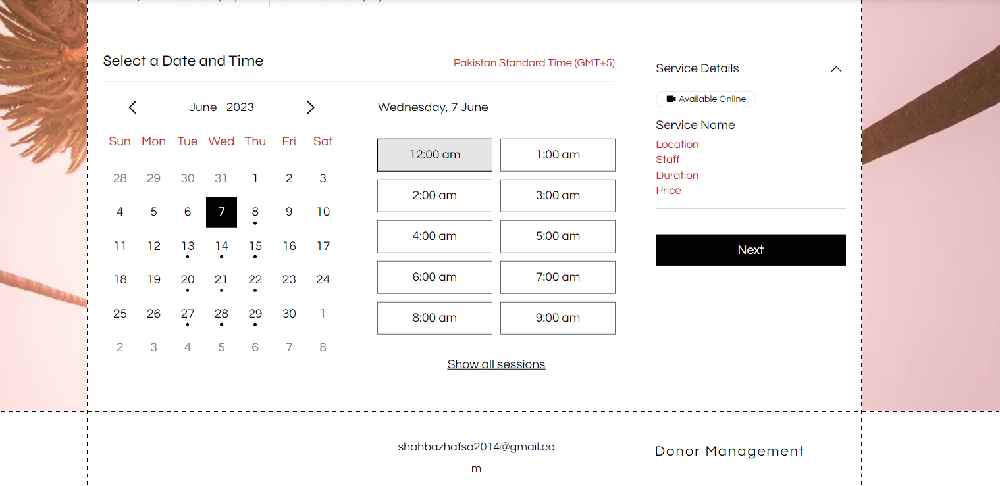 Select a Date and Time
Pakistan Standard Time (GMT+5)
June 2023
Sun Mon Tue Wed Thu Fri Sat
28 29 30 31 1 2 3
4 5 6 7 8 9 10
11 12 13 14 15 16 17
18 19 20 21 22 23 24
25 26 27 28 29 30 1
2 3 4 5 6 7 8
Wednesday, 7 June
12:00 am 1:00 am
2:00 am 3:00 am
4:00 am 5:00 am
6:00 am 7:00 am
8:00 am 9:00 am
Show all sessions
Service Details
Available Online
Service Name
Location
Staff
Duration
Price
Next
shahbazhafsa2014@gmail.co
m
Donor Management